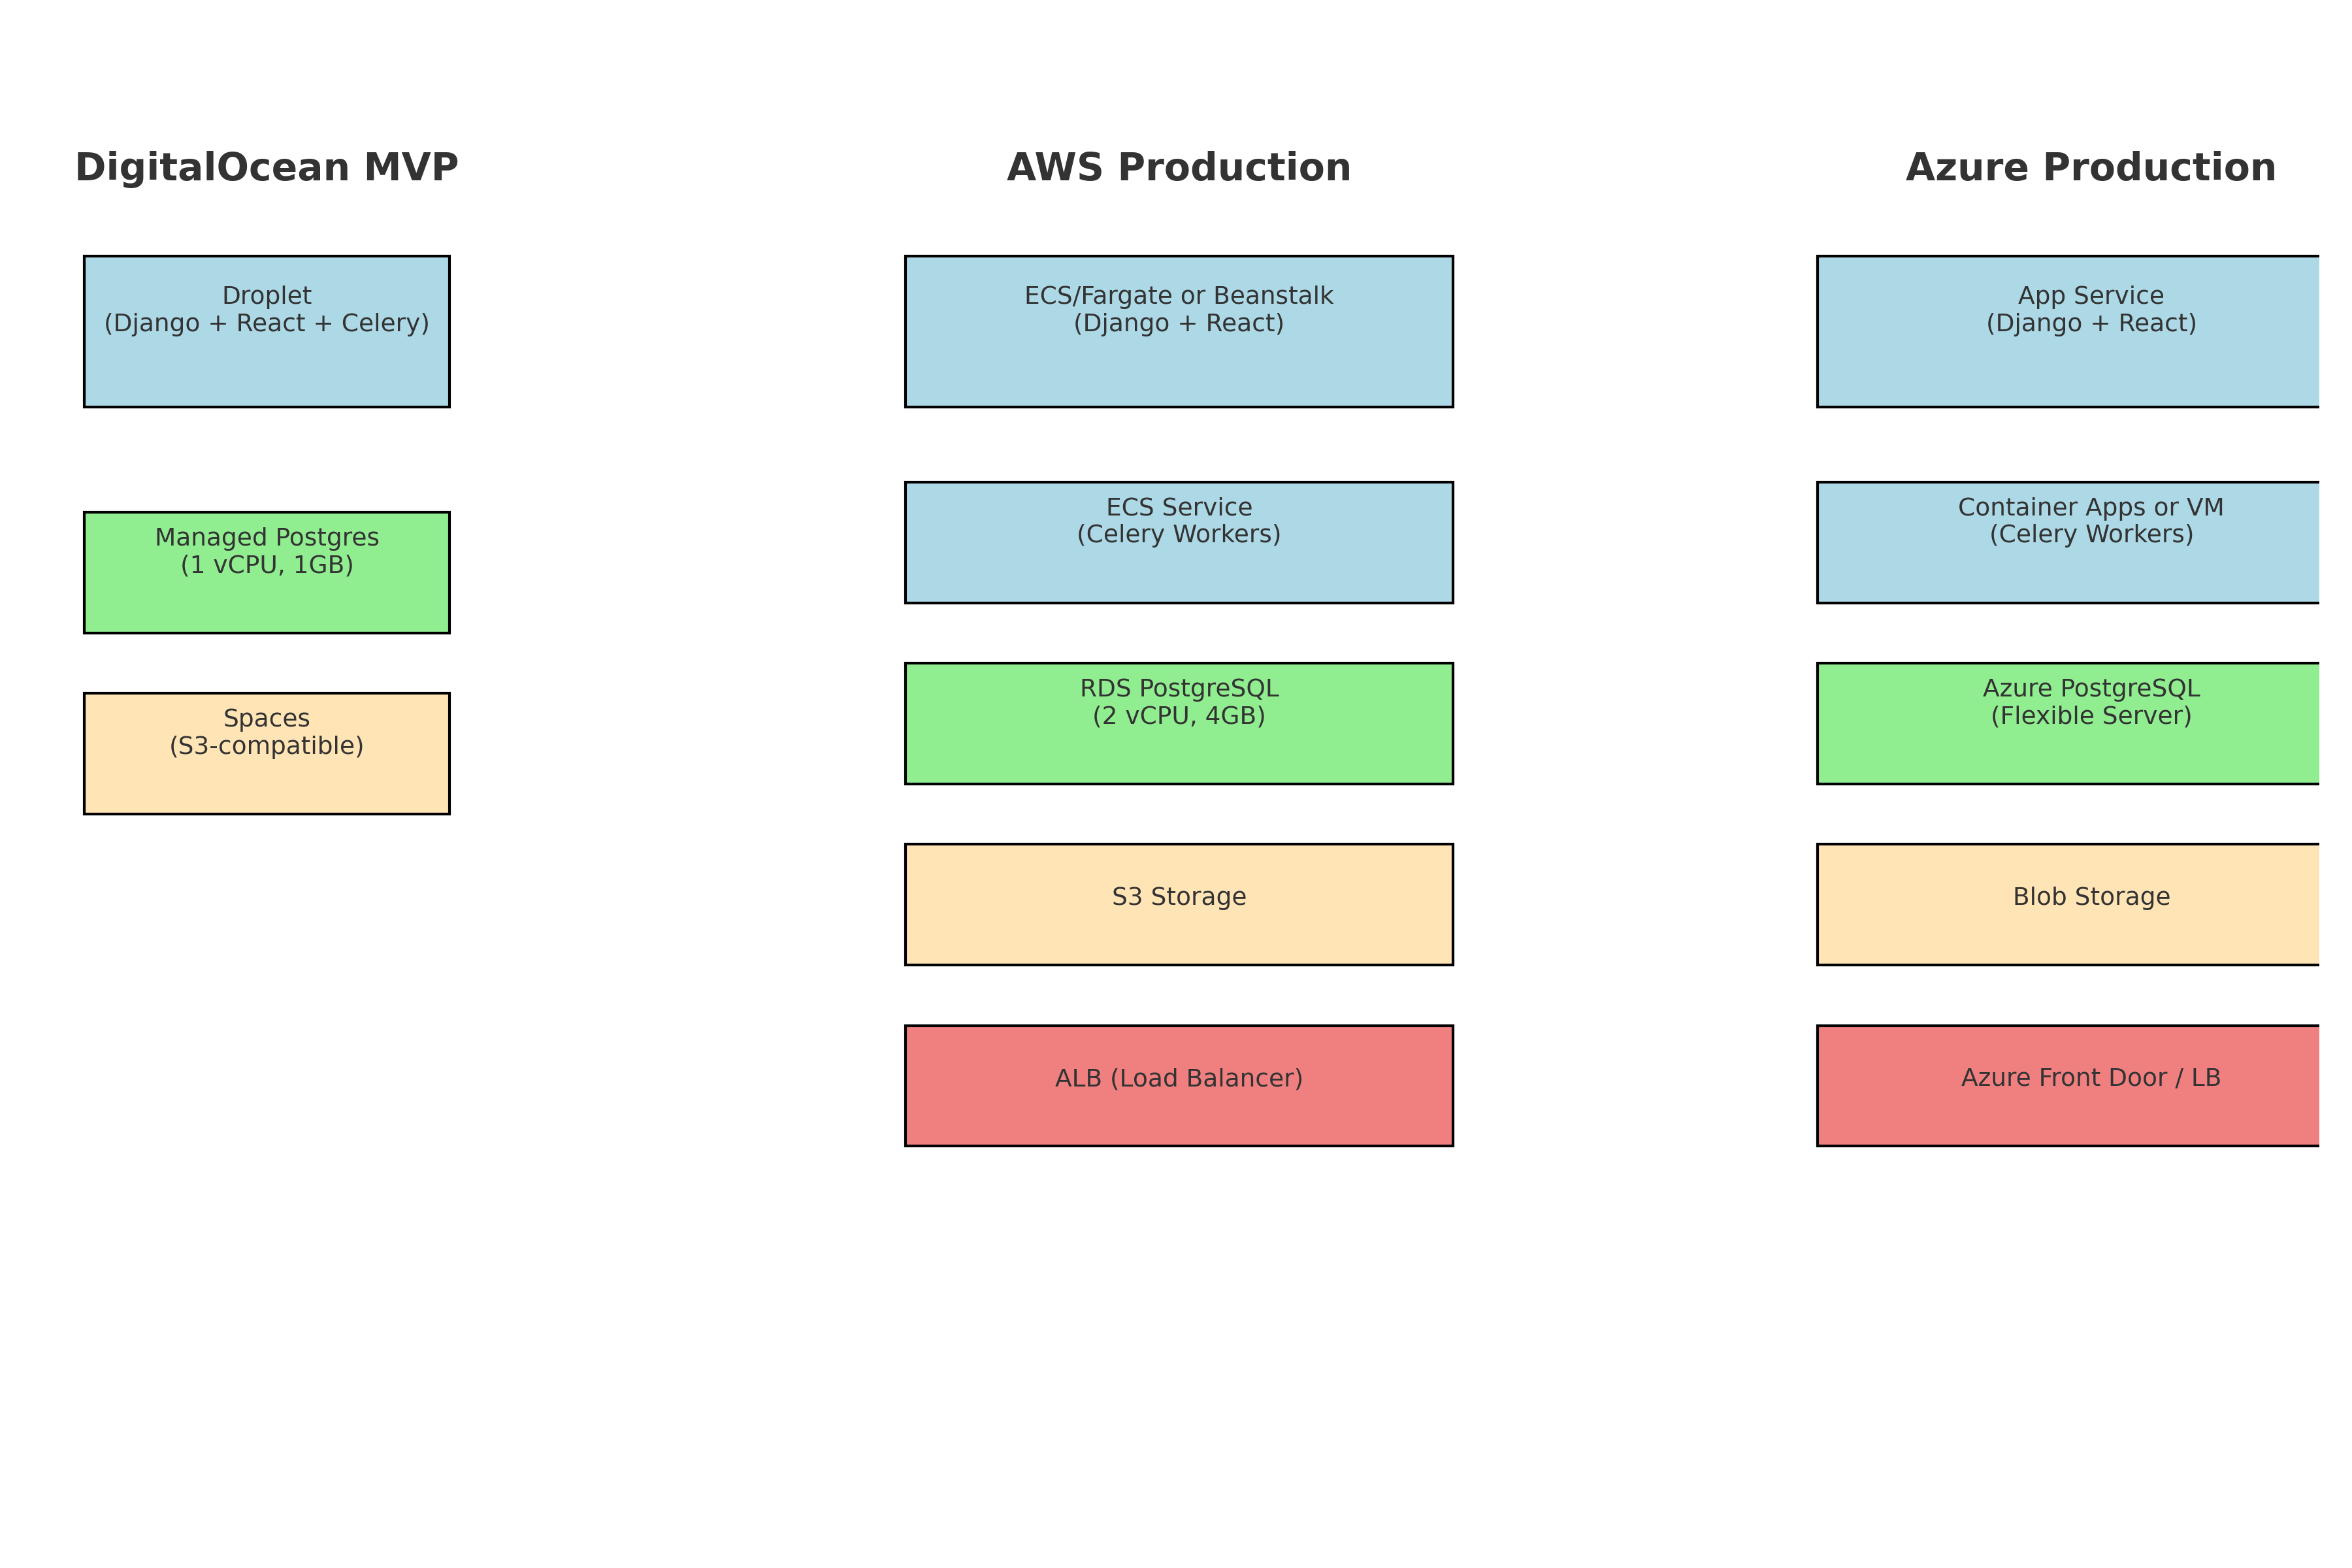 DigitalOcean MVP
Droplet
(Django + React + Celery)
Managed Postgres
(1 vCPU, 1GB)
Spaces
(S3-compatible)
AWS Production
ECS/Fargate or Beanstalk
(Django + React)
ECS Service
(Celery Workers)
RDS PostgreSQL
(2 vCPU, 4GB)
S3 Storage
ALB (Load Balancer)
Azure Production
App Service
(Django + React)
Container Apps or VM
(Celery Workers)
Azure PostgreSQL
(Flexible Server)
Blob Storage
Azure Front Door / LB